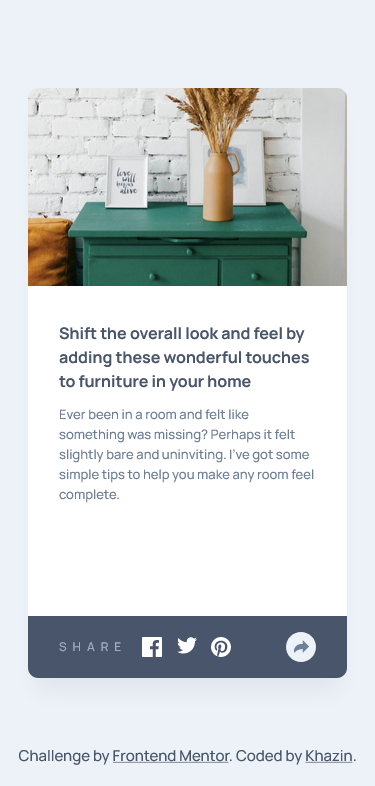 love
will
begin
alive
Shift the overall look and feel by
adding these wonderful touches
to furniture in your home
Ever been in a room and felt like
something was missing? Perhaps it felt
slightly bare and uninviting. I've got some
simple tips to help you make any room feel
complete.
SHARE
Challenge by Frontend Mentor. Coded by Khazin.